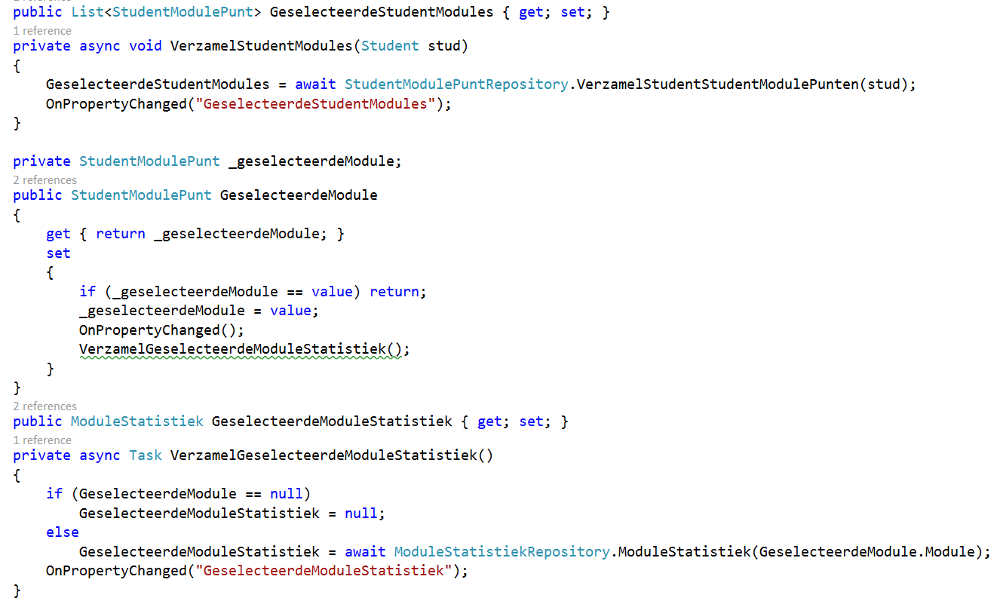 public List<StudentModulePunt> GeselecteerdeStudentModules { get; set; }
1 reference
private async void VerzamelStudentModules(Student stud)
{
    GeselecteerdeStudentModules = await StudentModulePuntRepository.VerzamelStudentStudentModulePunten(stud);
    OnPropertyChanged("GeselecteerdeStudentModules");
}
private StudentModulePunt _geselecteerdeModule;
2 references
public StudentModulePunt GeselecteerdeModule
{
    get { return _geselecteerdeModule; }
    set
    {
        if (_geselecteerdeModule == value) return;
        _geselecteerdeModule = value;
        OnPropertyChanged();
        VerzamelGeselecteerdeModuleStatistiek();
    }
}
2 references
public ModuleStatistiek GeselecteerdeModuleStatistiek { get; set; }
1 reference
private async Task VerzamelGeselecteerdeModuleStatistiek()
{
    if (GeselecteerdeModule == null)
        GeselecteerdeModuleStatistiek = null;
    else
        GeselecteerdeModuleStatistiek = await ModuleStatistiekRepository.ModuleStatistiek(GeselecteerdeModule.Module);
    OnPropertyChanged("GeselecteerdeModuleStatistiek");
}